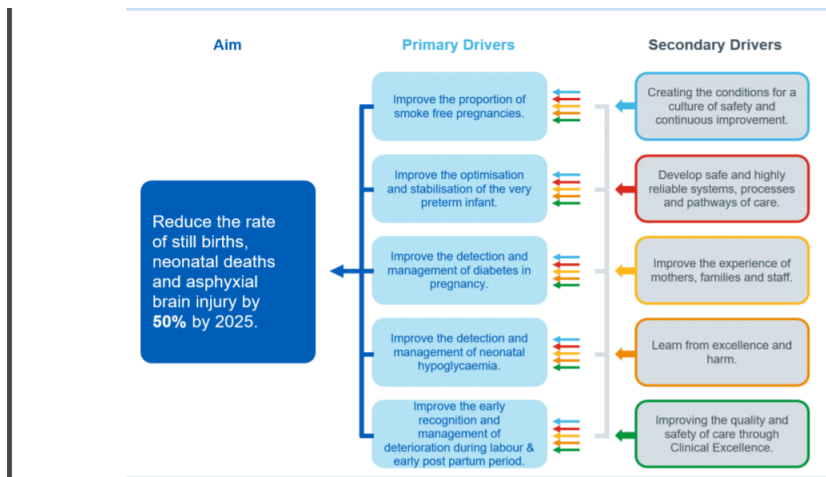 Aim
Primary Drivers
Secondary Drivers
Reduce the rate
of still births,
neonatal deaths
and asphyxial
brain injury by
50% by 2025.
Improve the proportion of
smoke free pregnancies.
Improve the optimisation
and stabilisation of the very
preterm infant.
Improve the detection and
management of diabetes in
pregnancy.
Improve the detection and
management of neonatal
hypoglycaemia.
Improve the early
recognition and
management of
deterioration during labour &
early post partum period.
Creating the conditions for a
culture of safety and
continuous improvement.
Develop safe and highly
reliable systems, processes
and pathways of care.
Improve the experience of
mothers, families and staff.
Learn from excellence and
harm.
Improving the quality and
safety of care through
Clinical Excellence.